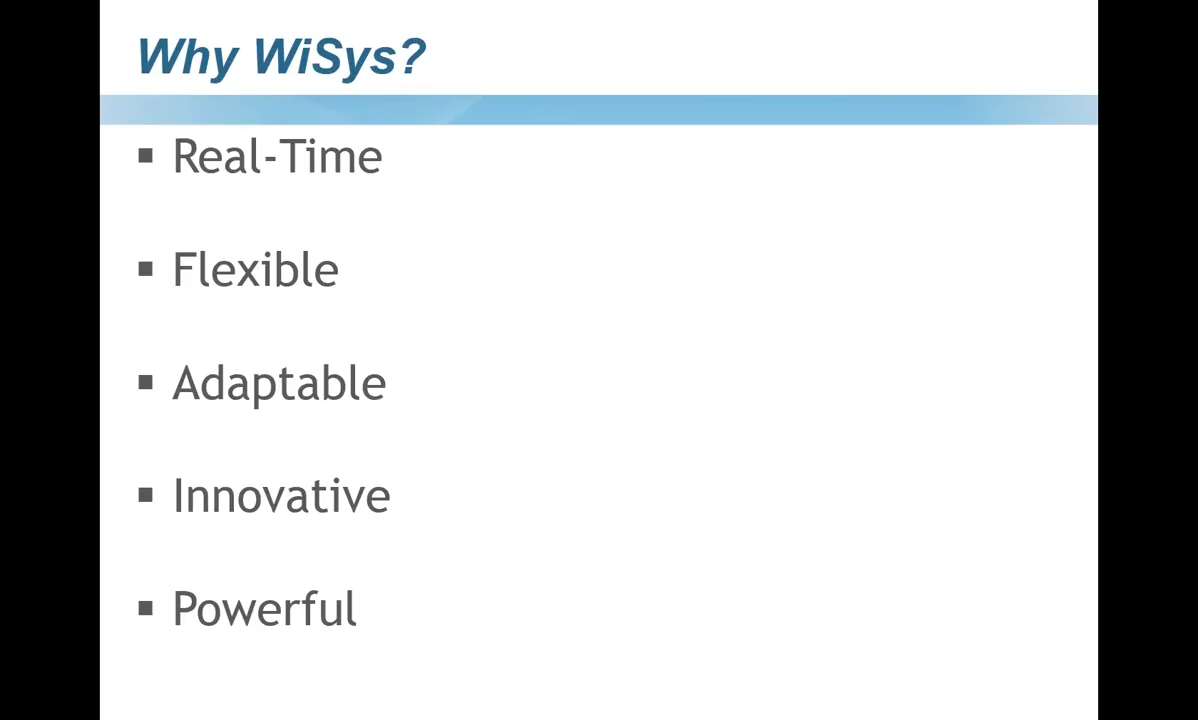 Why WiSys?
▪ Real-Time
▪ Flexible
▪ Adaptable
▪ Innovative
▪ Powerful